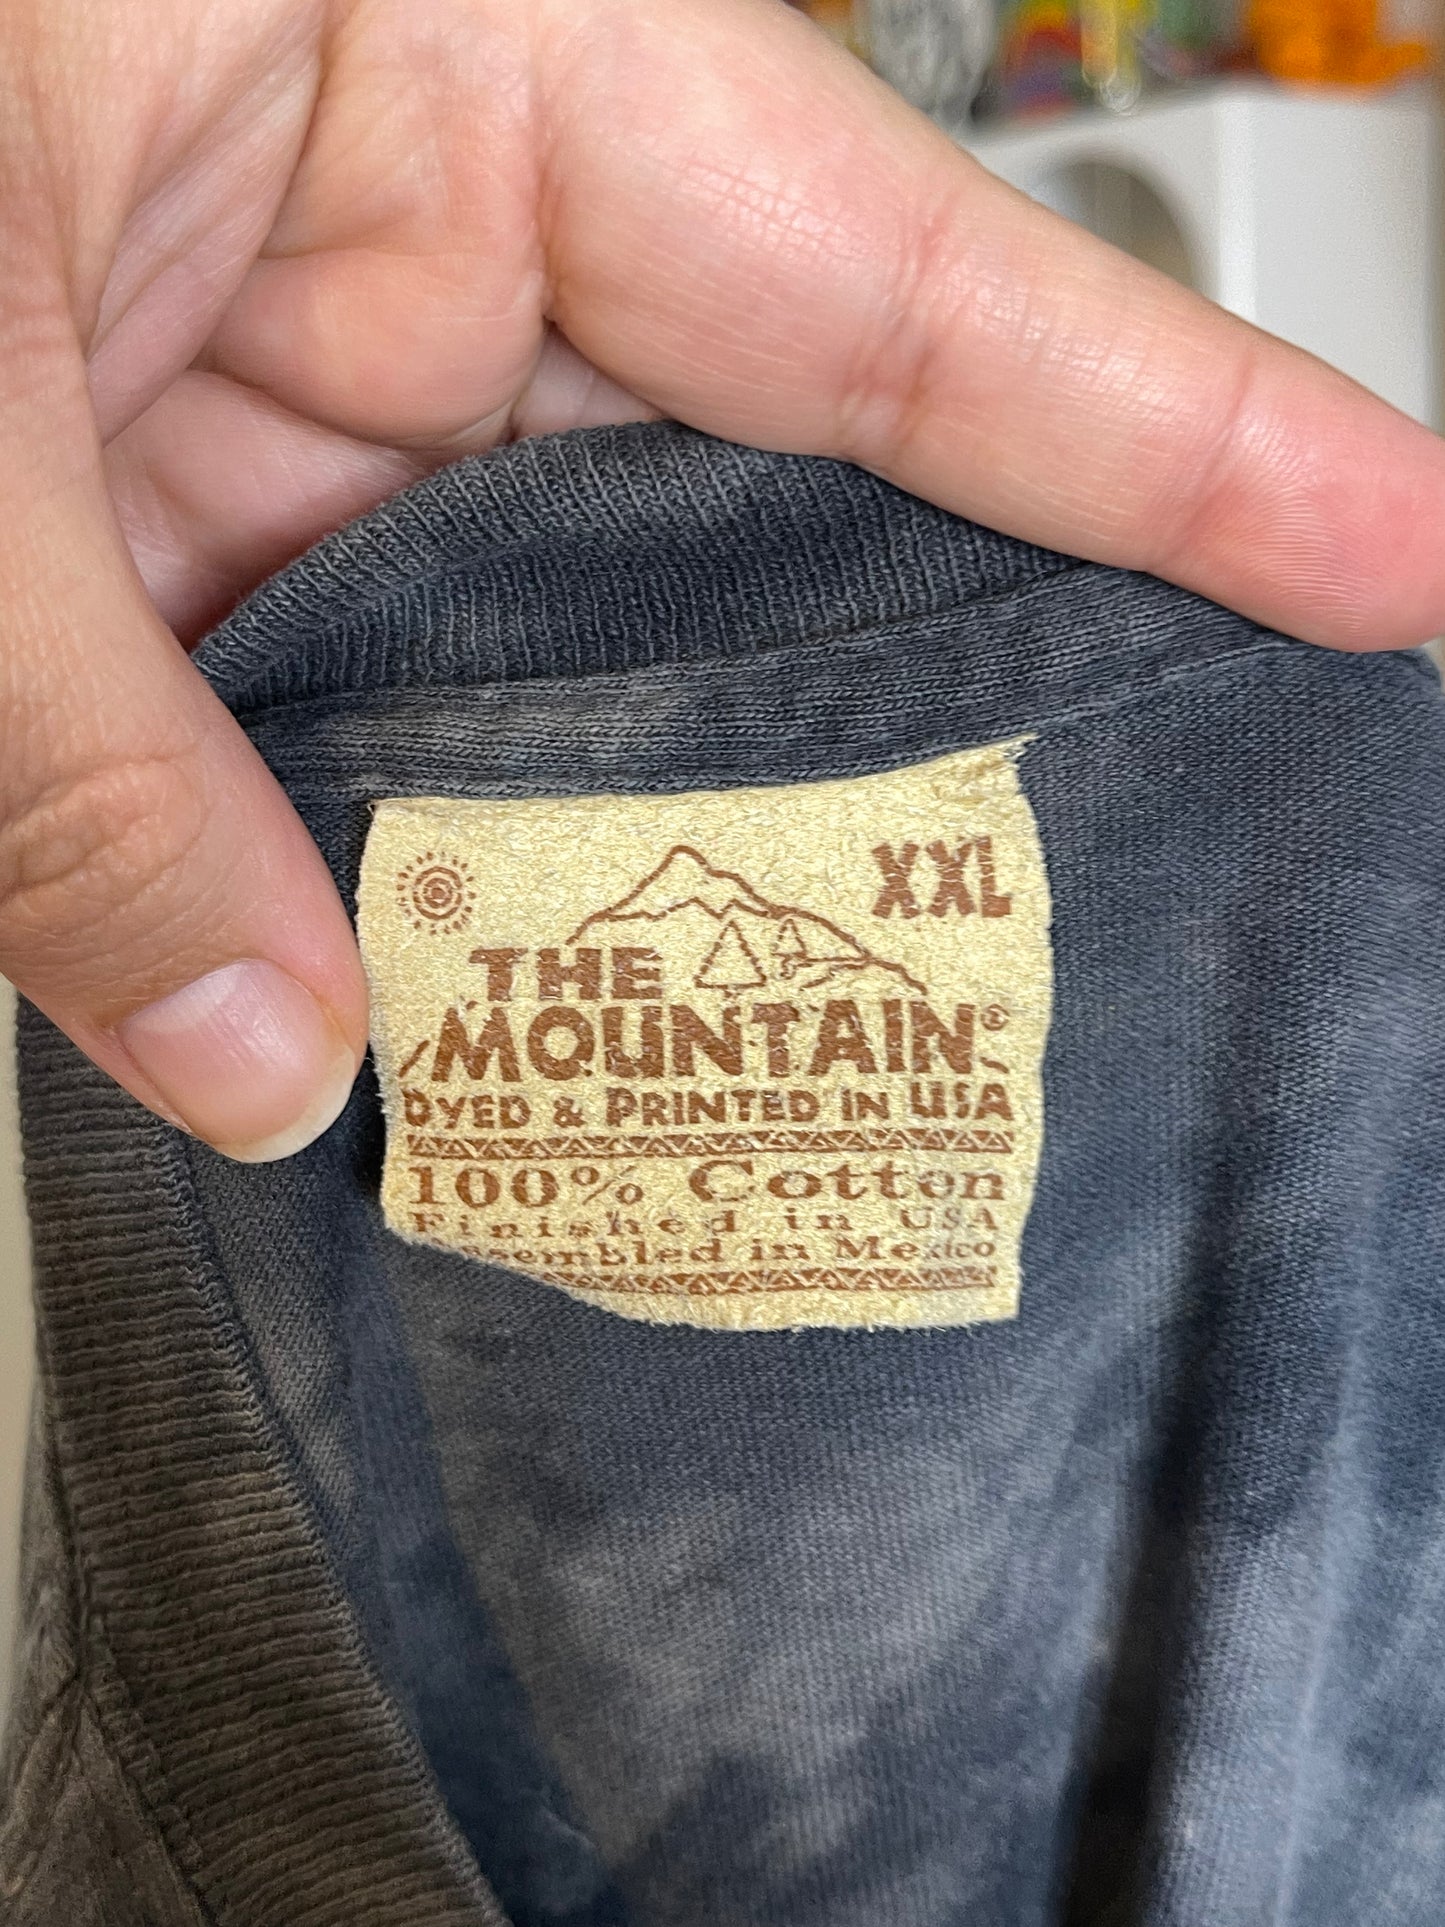 XXL
THE
MOUNTAIN®
DYED & PRINTED IN USA
100% Cotton
Finished in USA
Assembled in Mexico